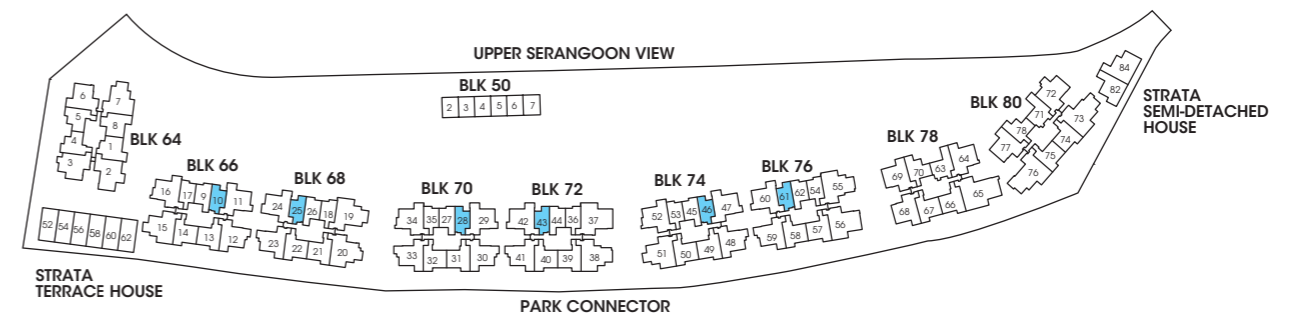 UPPER SERANGOON VIEW
BLK 50
2 3 4 5 6 7
BLK 64
6 7
5 8
4 1
3 2
BLK 66
16 17 9 10 11
15 14 13 12
BLK 68
24 25 26 18 19
23 22 21 20
BLK 70
34 35 27 28 29
33 32 31 30
BLK 72
42 43 44 36 37
41 40 39 38
BLK 74
52 53 45 46 47
51 50 49 48
BLK 76
60 61 62 54 55
59 58 57 56
BLK 78
69 70 63 64
68 67 66 65
BLK 80
72
71 73
78 74
77 75
76
84
82
STRATA
SEMI-DETACHED
HOUSE
52 54 56 58 60 62
STRATA
TERRACE HOUSE
PARK CONNECTOR